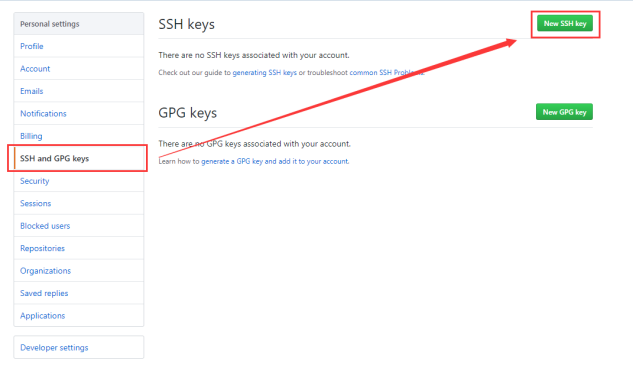 Personal settings
Profile
Account
Emails
Notifications
Billing
SSH and GPG keys
Security
Sessions
Blocked users
Repositories
Organizations
Saved replies
Applications
Developer settings
SSH keys
New SSH key
There are no SSH keys associated with your account.
Check out our guide to generating SSH keys or troubleshoot common SSH Problems.
GPG keys
New GPG key
There are no GPG keys associated with your account.
Learn how to generate a GPG key and add it to your account.